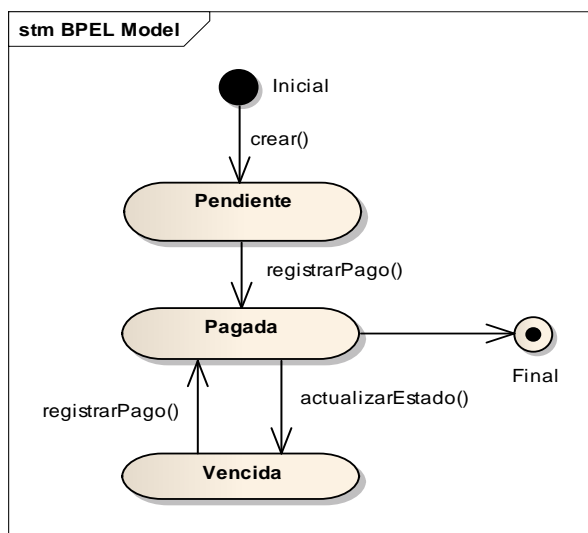 stm BPEL Model
Inicial
crear()
Pendiente
registrarPago()
Pagada
Final
registrarPago()
actualizarEstado()
Vencida